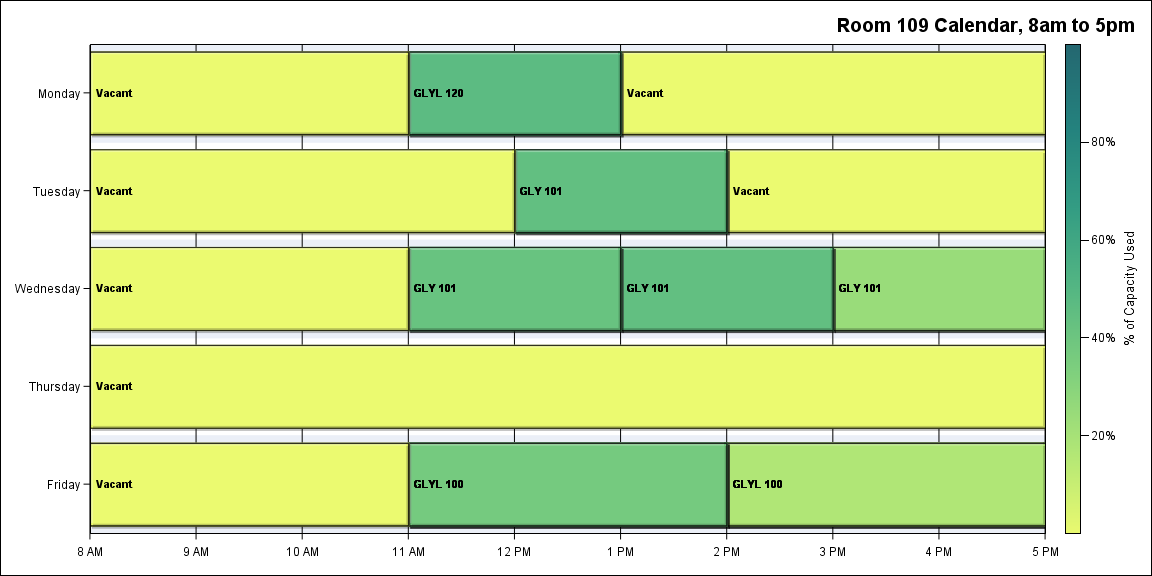 Room 109 Calendar, 8am to 5pm
Monday Vacant GLYL 120 Vacant
80%
Tuesday Vacant GLY 101 Vacant
60%
Wednesday Vacant GLY 101 GLY 101 GLY 101
% of Capacity Used
40%
Thursday Vacant
20%
Friday Vacant GLYL 100 GLYL 100
8 AM 9 AM 10 AM 11 AM 12 PM 1 PM 2 PM 3 PM 4 PM 5 PM